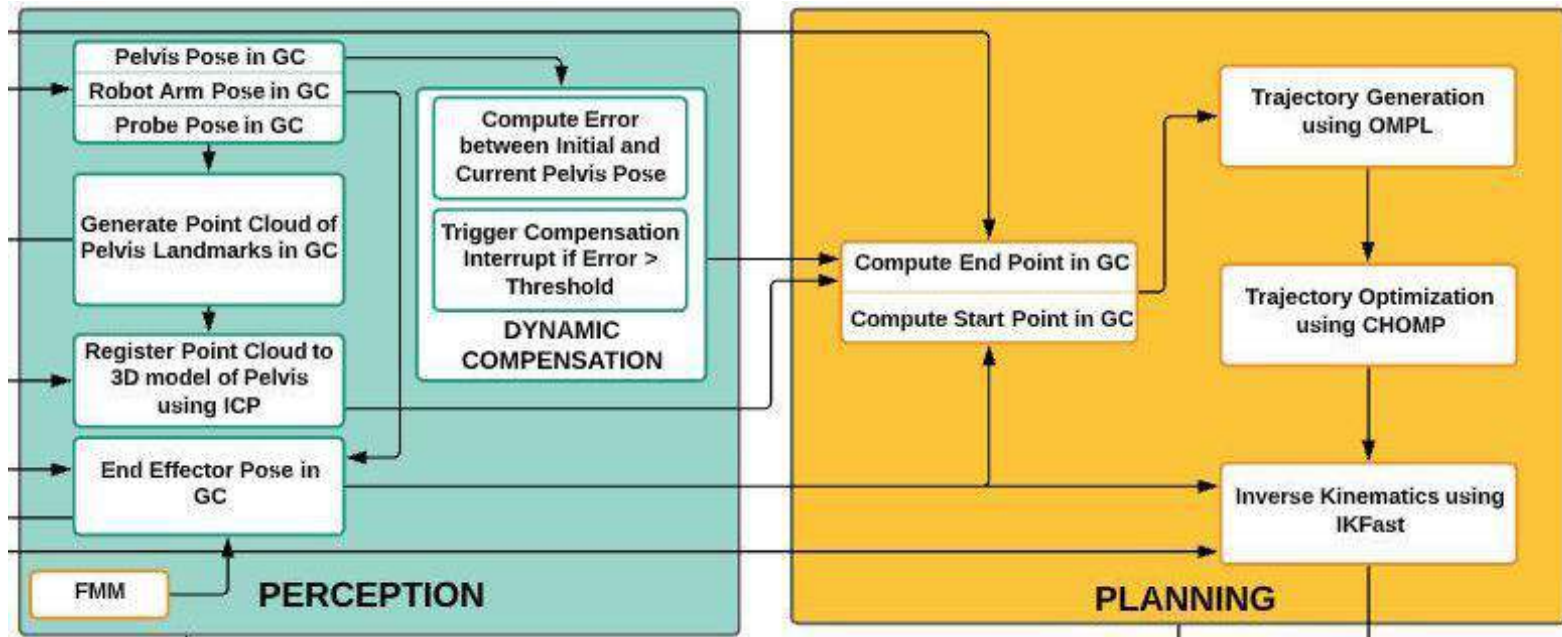 Pelvis Pose in GC
Robot Arm Pose in GC
Probe Pose in GC
Generate Point Cloud of
Pelvis Landmarks in GC
Register Point Cloud to
3D model of Pelvis
using ICP
End Effector Pose in
GC
FMM
PERCEPTION
Compute Error
between Initial and
Current Pelvis Pose
Trigger Compensation
Interrupt if Error >
Threshold
DYNAMIC
COMPENSATION
Compute End Point in GC
Compute Start Point in GC
Trajectory Generation
using OMPL
Trajectory Optimization
using CHOMP
Inverse Kinematics using
IKFast
PLANNING